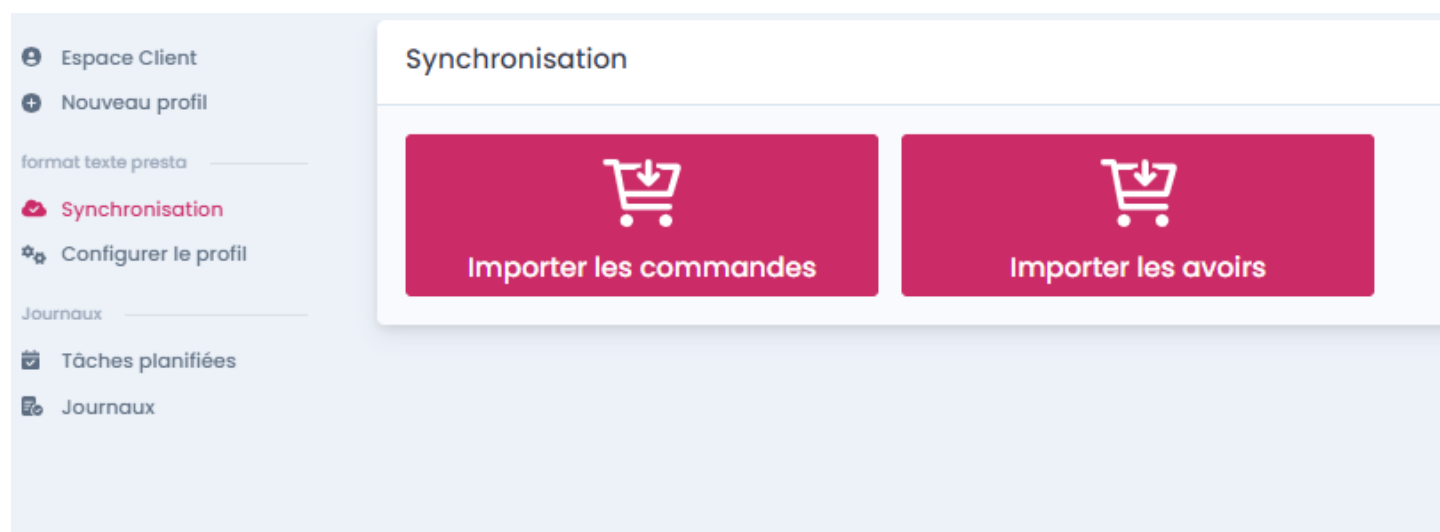 Espace Client
Nouveau profil
format texte presta
Synchronisation
Configurer le profil
Journaux
Tâches planifiées
Journaux
Synchronisation
Importer les commandes
Importer les avoirs